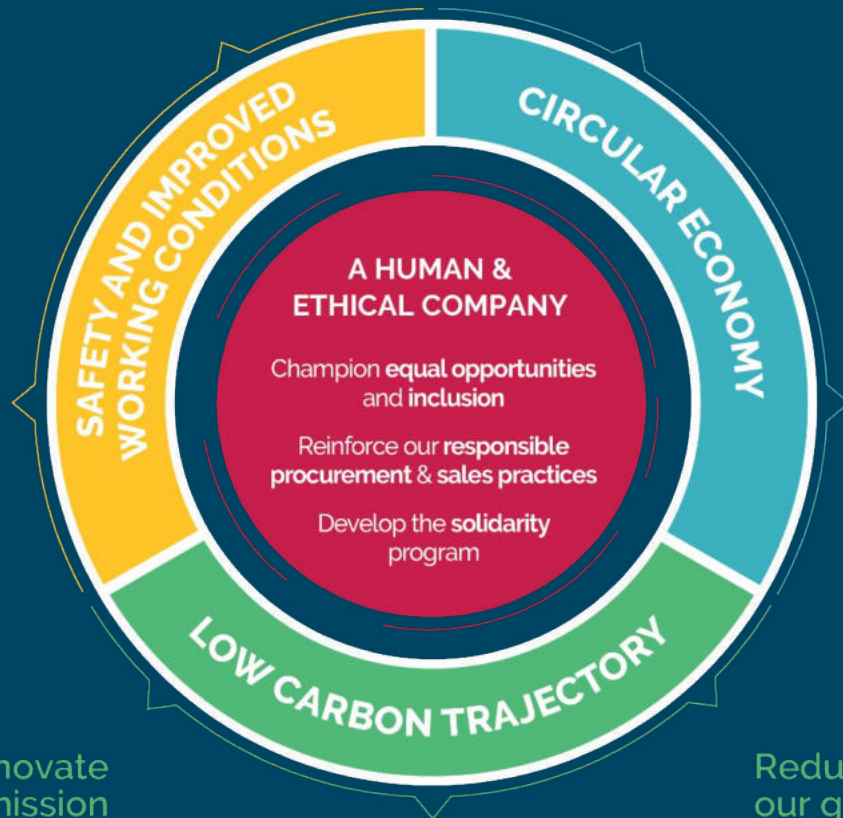 SAFETY AND IMPROVED
WORKING CONDITIONS
CIRCULAR ECONOMY
A HUMAN &
ETHICAL COMPANY
Champion equal opportunities
and inclusion
Reinforce our responsible
procurement & sales practices
Develop the solidarity
program
LOW CARBON TRAJECTORY
our